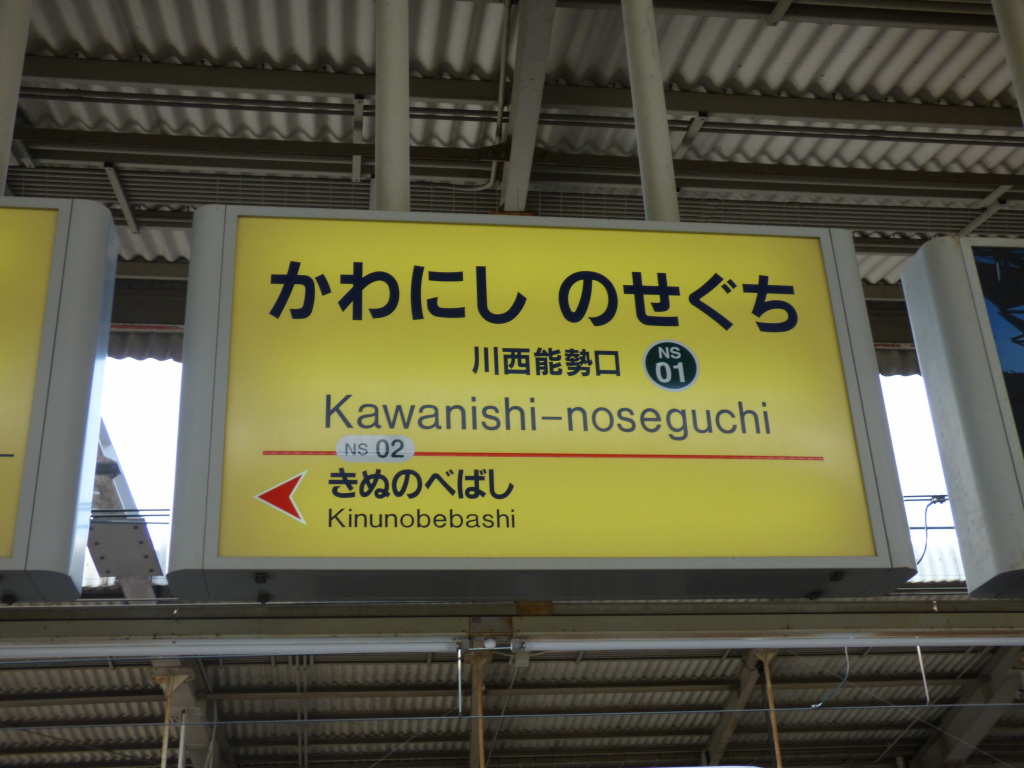 かわにし のせぐち
川西能勢口 NS 01
Kawanishi-noseguchi
NS 02
きぬのべばし
Kinunobebashi